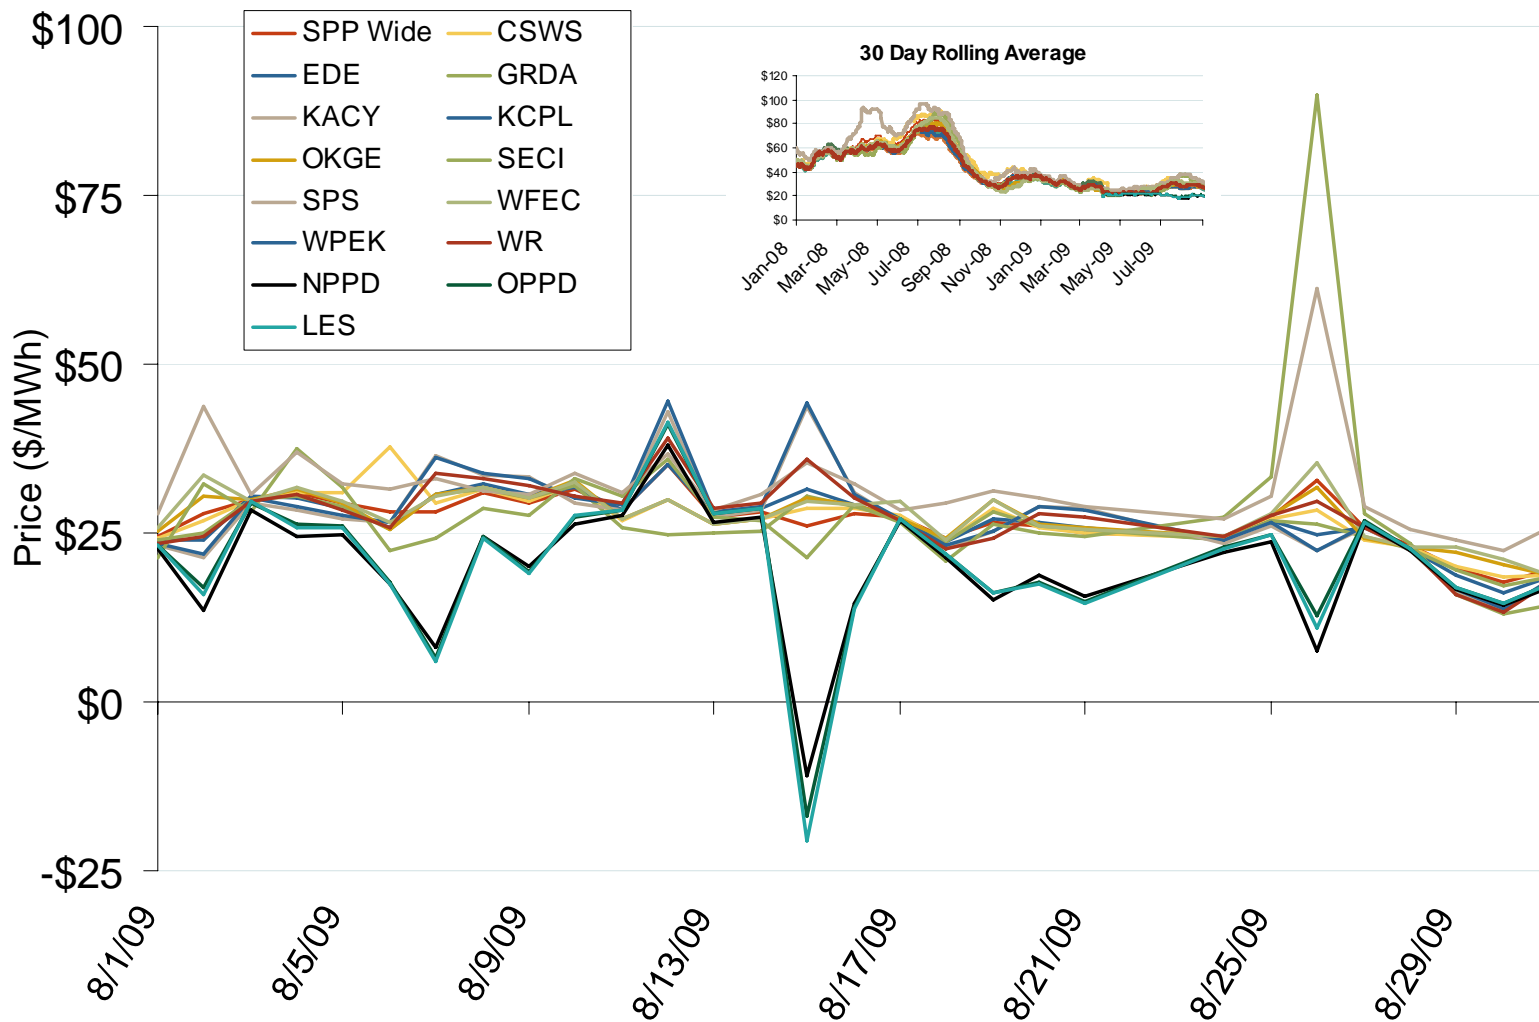 $100
$75
$50
$25
$0
-$25
Price ($/MWh)
SPP Wide CSWS
EDE GRDA
KACY KCPL
OKGE SECI
SPS WFEC
WPEK WR
NPPD OPPD
LES
30 Day Rolling Average
$120
$100
$80
$60
$40
$20
$0
Jan-08 Mar-08 May-08 Jul-08 Sep-08 Nov-08 Jan-09 Mar-09 May-09 Jul-09
8/1/09 8/5/09 8/9/09 8/13/09 8/17/09 8/21/09 8/25/09 8/29/09